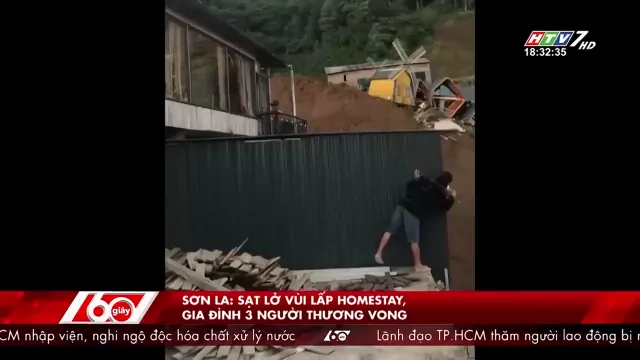 HTV7 HD
18:32:35
60 giây
SƠN LA: SẠT LỞ VÙI LẤP HOMESTAY,
GIA ĐÌNH 3 NGƯỜI THƯƠNG VONG
CM nhập viện, nghi ngộ độc hóa chất xử lý nước Lãnh đạo TP.HCM thăm người lao động bị